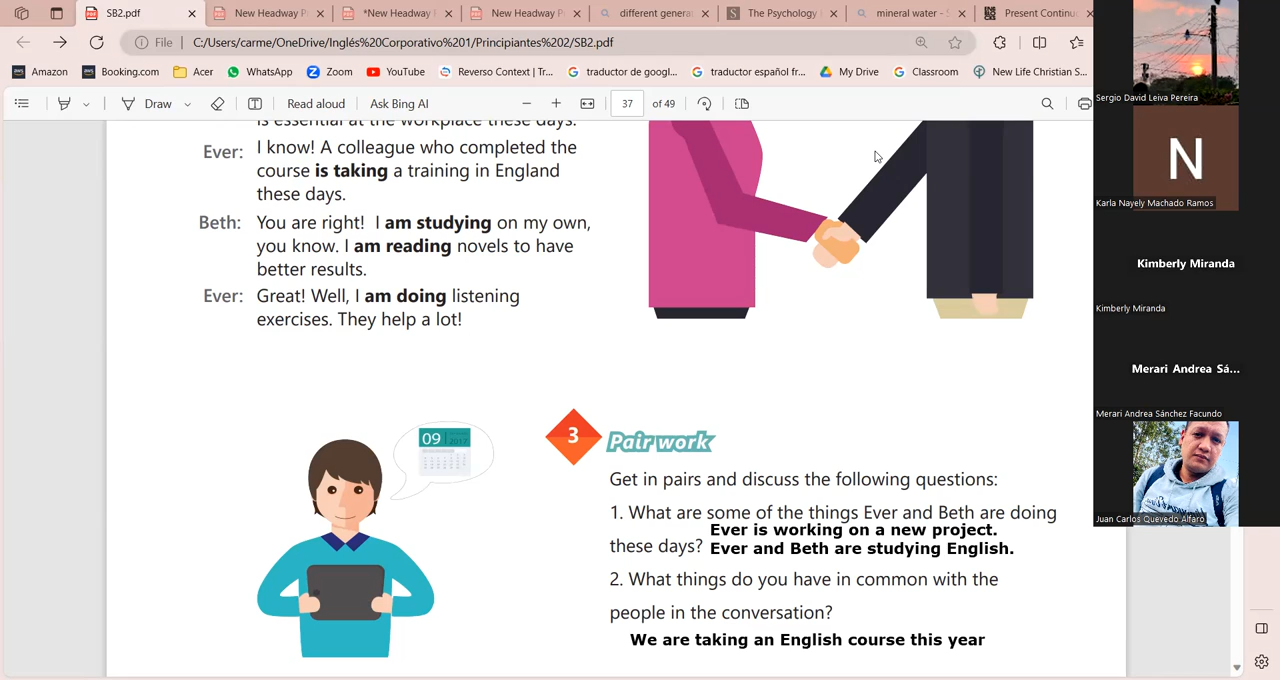 SB2.pdf
New Headway P
*New Headway
New Headway P
different genera
The Psychology
mineral water - S
Present Continu
File C:/Users/carme/OneDrive/Inglés%20Corporativo%201/Principiantes%202/SB2.pdf
Amazon
Booking.com
Acer
WhatsApp
Zoom
YouTube
Reverso Context | Tr...
traductor de googl...
traductor español fr...
My Drive
Classroom
New Life Christian S...
Draw
Read aloud
Ask Bing AI
37 of 49
is essential at the workplace these days.
Ever: I know! A colleague who completed the
course is taking a training in England
these days.
Beth: You are right! I am studying on my own,
you know. I am reading novels to have
better results.
Ever: Great! Well, I am doing listening
exercises. They help a lot!
09 2017
3 Pair work
Get in pairs and discuss the following questions:
1. What are some of the things Ever and Beth are doing
Ever is working on a new project.
these days? Ever and Beth are studying English.
2. What things do you have in common with the
people in the conversation?
We are taking an English course this year
Sergio David Leiva Pereira
N
Karla Nayely Machado Ramos
Kimberly Miranda
Kimberly Miranda
Merari Andrea Sá...
Merari Andrea Sánchez Facundo
Juan Carlos Quevedo Alfaro